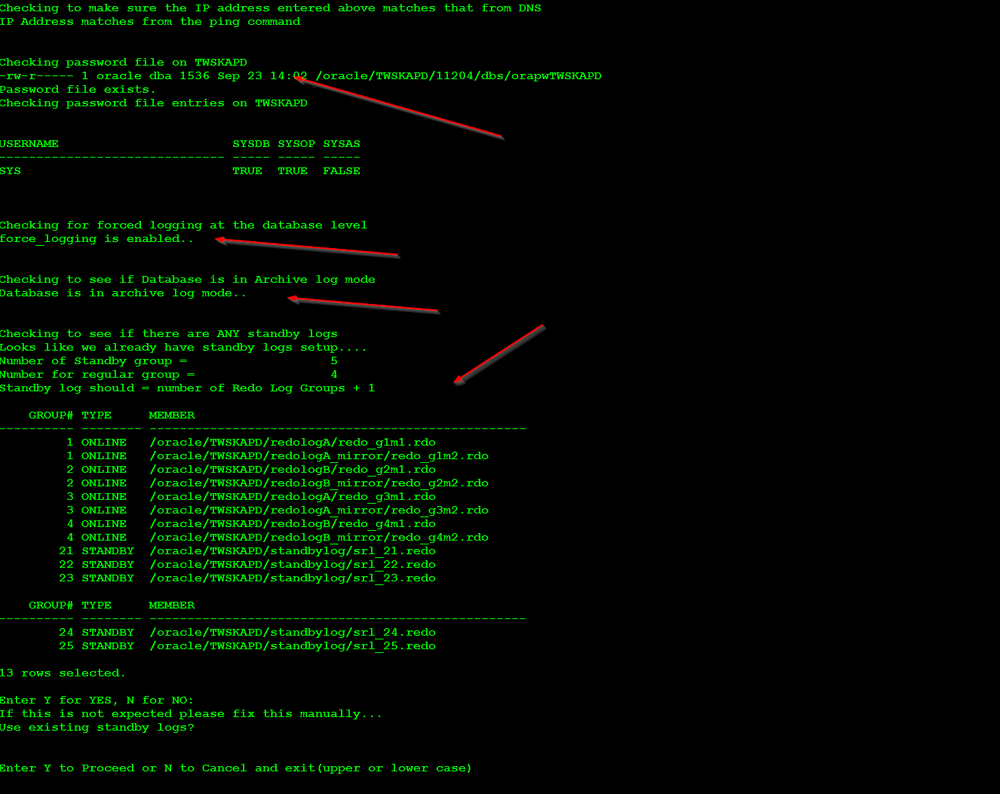 Checking to make sure the IP address entered above matches that from DNS
IP Address matches from the ping command
Checking password file on TWSKAPD
-rw-r----- 1 oracle dba 1536 Sep 23 14:02 /oracle/TWSKAPD/11204/dbs/orapwTWSKAPD
Password file exists.
Checking password file entries on TWSKAPD
USERNAME                       SYSDB SYSOP SYSAS
------------------------------ ----- ----- -----
SYS                            TRUE  TRUE  FALSE
Checking for forced logging at the database level
force_logging is enabled..
Checking to see if Database is in Archive log mode
Database is in archive log mode..
Checking to see if there are ANY standby logs
Looks like we already have standby logs setup....
Number of Standby group =                   5
Number for regular group =                  4
Standby log should = number of Redo Log Groups + 1
    GROUP# TYPE     MEMBER
---------- -------- --------------------------------------------------
         1 ONLINE   /oracle/TWSKAPD/redologA/redo_g1m1.rdo
         1 ONLINE   /oracle/TWSKAPD/redologA_mirror/redo_g1m2.rdo
         2 ONLINE   /oracle/TWSKAPD/redologB/redo_g2m1.rdo
         2 ONLINE   /oracle/TWSKAPD/redologB_mirror/redo_g2m2.rdo
         3 ONLINE   /oracle/TWSKAPD/redologA/redo_g3m1.rdo
         3 ONLINE   /oracle/TWSKAPD/redologA_mirror/redo_g3m2.rdo
         4 ONLINE   /oracle/TWSKAPD/redologB/redo_g4m1.rdo
         4 ONLINE   /oracle/TWSKAPD/redologB_mirror/redo_g4m2.rdo
        21 STANDBY  /oracle/TWSKAPD/standbylog/srl_21.redo
        22 STANDBY  /oracle/TWSKAPD/standbylog/srl_22.redo
        23 STANDBY  /oracle/TWSKAPD/standbylog/srl_23.redo
    GROUP# TYPE     MEMBER
---------- -------- --------------------------------------------------
        24 STANDBY  /oracle/TWSKAPD/standbylog/srl_24.redo
        25 STANDBY  /oracle/TWSKAPD/standbylog/srl_25.redo
13 rows selected.
Enter Y for YES, N for NO:
If this is not expected please fix this manually...
Use existing standby logs?
Enter Y to Proceed or N to Cancel and exit(upper or lower case)